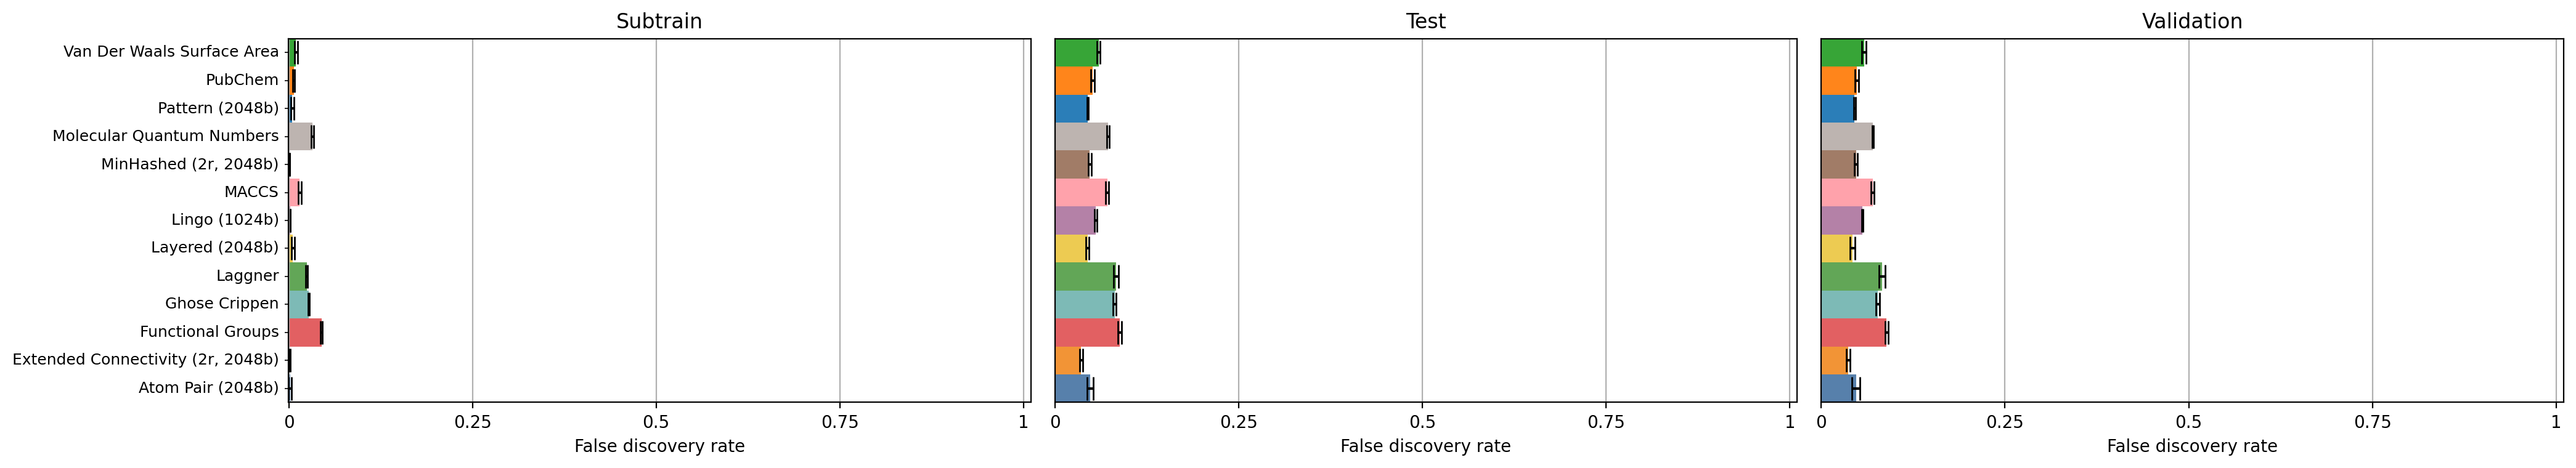 Subtrain
Test
Validation
Van Der Waals Surface Area
PubChem
Pattern (2048b)
Molecular Quantum Numbers
MinHashed (2r, 2048b)
MACCS
Lingo (1024b)
Layered (2048b)
Laggner
Ghose Crippen
Functional Groups
Extended Connectivity (2r, 2048b)
Atom Pair (2048b)
0 0.25 0.5 0.75 1
0 0.25 0.5 0.75 1
0 0.25 0.5 0.75 1
False discovery rate
False discovery rate
False discovery rate